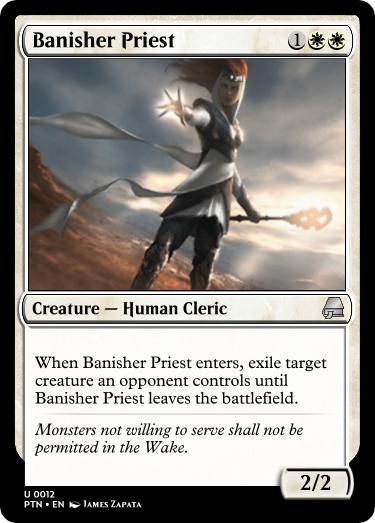 Banisher Priest 1
Creature — Human Cleric
When Banisher Priest enters, exile target
creature an opponent controls until
Banisher Priest leaves the battlefield.
Monsters not willing to serve shall not be
permitted in the Wake.
2/2
U 0012
PTN • EN James Zapata